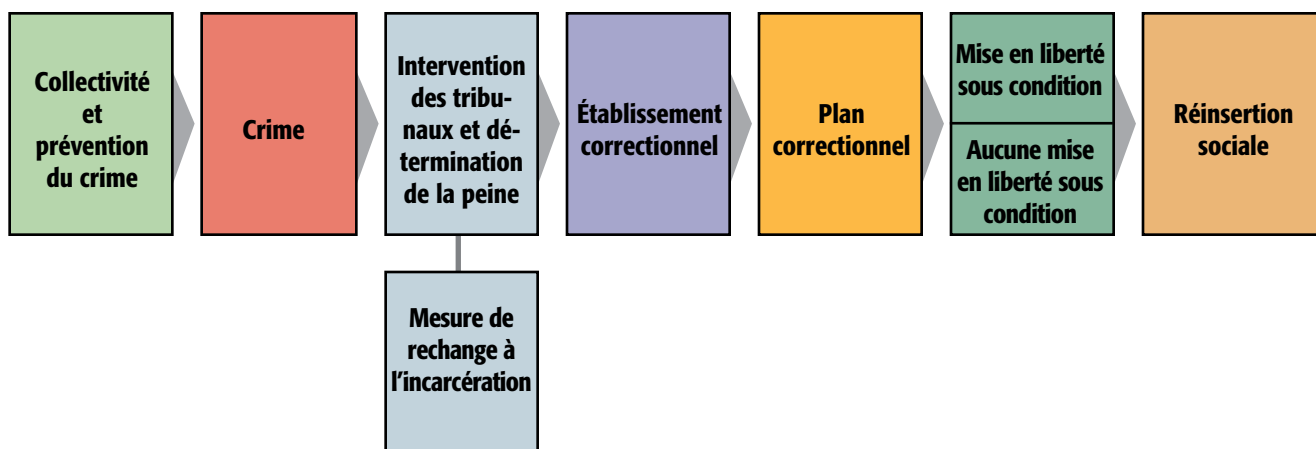 Collectivité
et
prévention
du crime
Crime
Intervention
des tribu-
naux et dé-
termination
de la peine
Établissement
correctionnel
Plan
correctionnel
Mise en liberté
sous condition
Aucune mise
en liberté sous
condition
Réinsertion
sociale
Mesure de
rechange à
l’incarcération